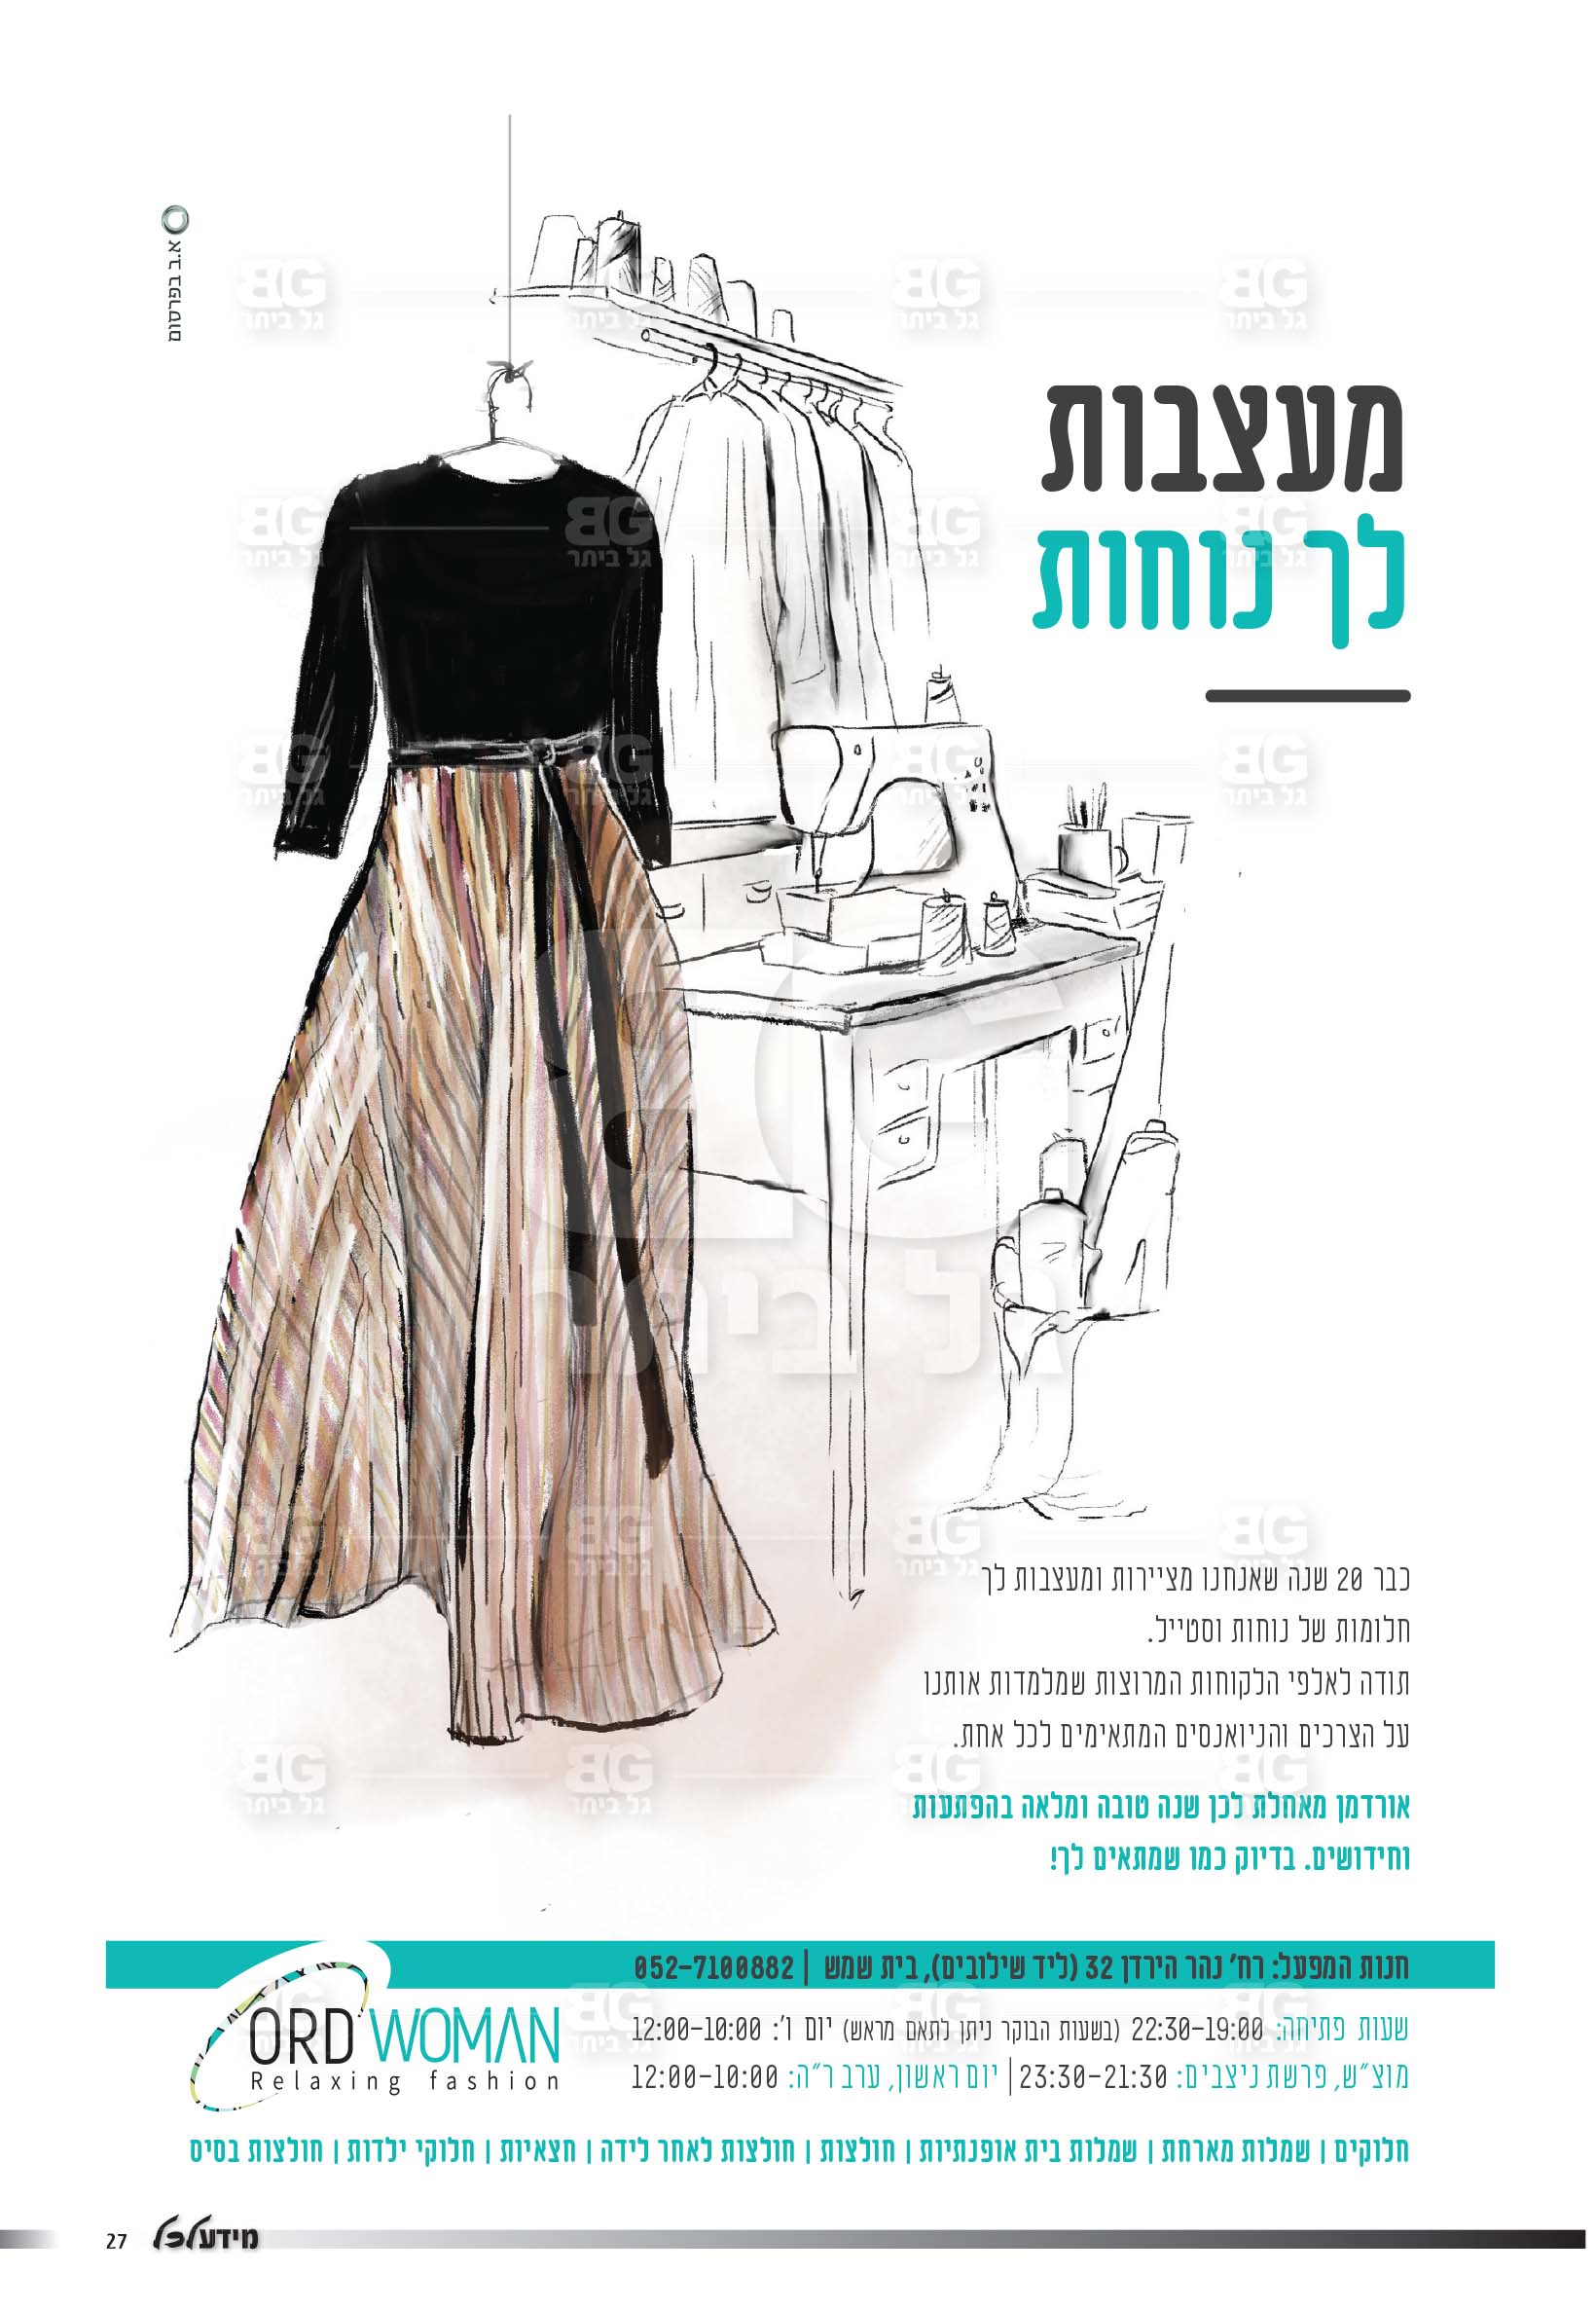 א.ב בפרסום
מעצבות
לך נוחות
כבר 20 שנה שאנחנו מציירות ומעצבות לך
חלומות של נוחות וסטייל.
תודה לאלפי הלקוחות המרוצות שמלמדות אותנו
על הצרכים והניואנסים המתאימים לכל אחת.
אורדמן מאחלת לכן שנה טובה ומלאה בהפתעות
וחידושים. בדיוק כמו שמתאים לך!
חנות המפעל: רח' נהר הירדן 32 (ליד שילובים), בית שמש | 052-7100882
שעות פתיחה: 22:30-19:00 (בשעות הבוקר ניתן לתאם מראש) יום ו': 12:00-10:00
מוצ"ש, פרשת ניצבים: 23:30-21:30 | יום ראשון, ערב ר"ה: 12:00-10:00
ORD WOMAN
Relaxing fashion
חלוקים | שמלות מארחת | שמלות בית אופנתיות | חולצות | חולצות לאחר לידה | חצאיות | חלוקי ילדות | חולצות בסיס
27 מידע לכל
BG
גל ביתר